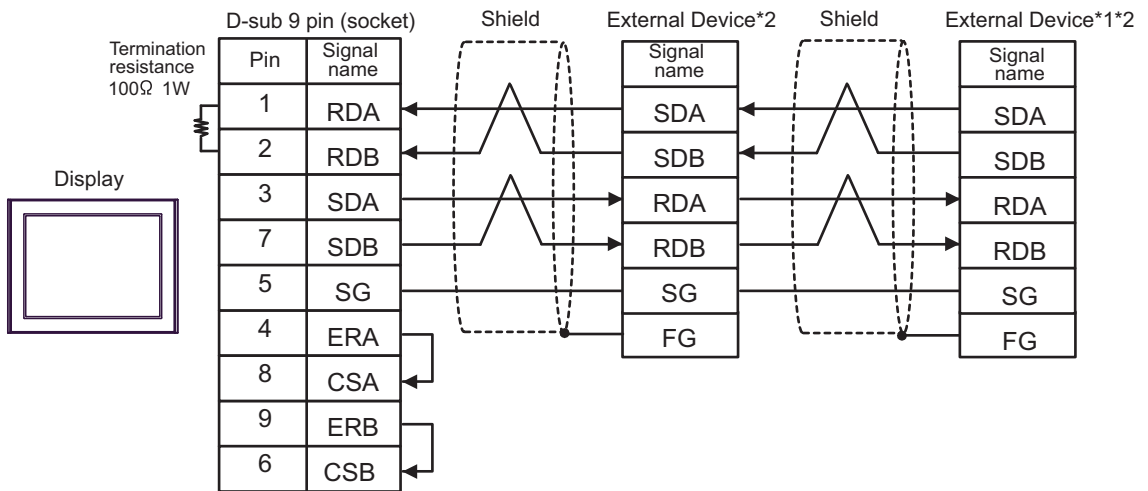 D-sub 9 pin (socket) Shield External Device*2 Shield External Device*1*2
Termination resistance 100Ω 1W
Display
Pin Signal name
1 RDA
2 RDB
3 SDA
7 SDB
5 SG
4 ERA
8 CSA
9 ERB
6 CSB
Signal name
SDA
SDB
RDA
RDB
SG
FG
Signal name
SDA
SDB
RDA
RDB
SG
FG